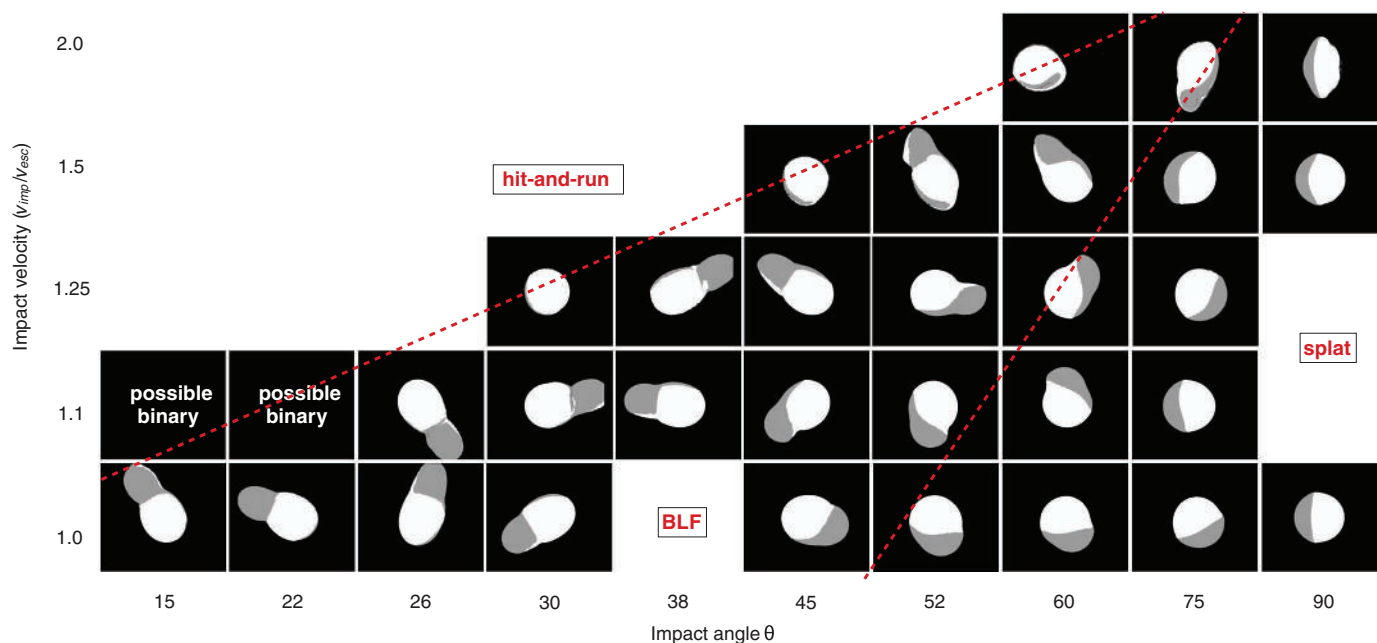 2.0
1.5
hit-and-run
Impact velocity (vimp/vesc)
1.25
splat
possible binary
possible binary
1.1
BLF
1.0
15 22 26 30 38 45 52 60 75 90
Impact angle θ